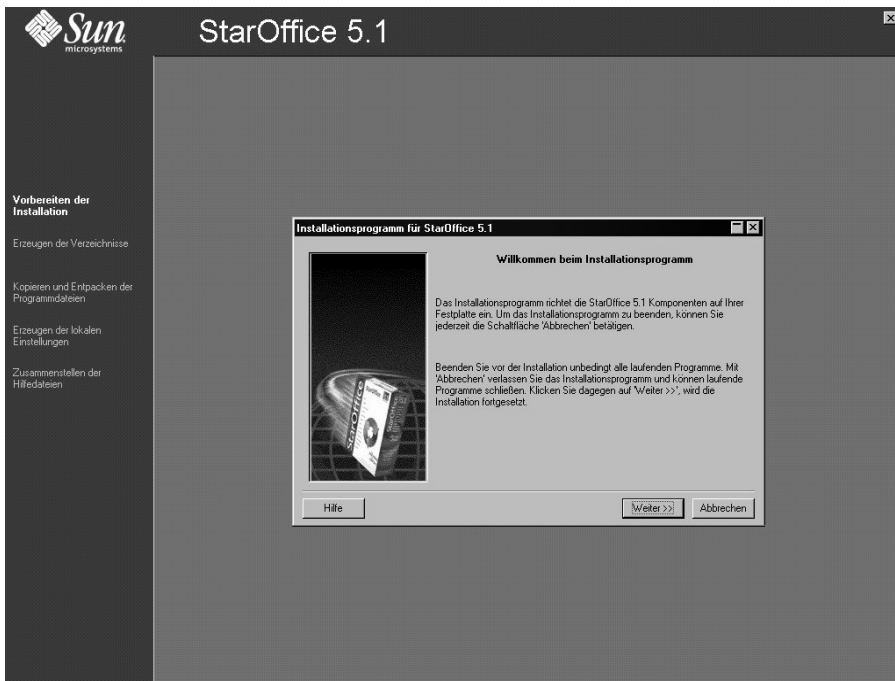 Sun
microsystems
StarOffice 5.1
Vorbereiten der
Installation
Erzeugen der Verzeichnisse
Kopieren und Entpacken der
Programmdateien
Erzeugen der lokalen
Einstellungen
Zusammenstellen der
Hilfedateien
Installationsprogramm für StarOffice 5.1
Willkommen beim Installationsprogramm
Das Installationsprogramm richtet die StarOffice 5.1 Komponenten auf Ihrer
Festplatte ein. Um das Installationsprogramm zu beenden, können Sie
jederzeit die Schaltfläche 'Abbrechen' betätigen.
Beenden Sie vor der Installation unbedingt alle laufenden Programme. Mit
'Abbrechen' verlassen Sie das Installationsprogramm und können laufende
Programme schließen. Klicken Sie dagegen auf 'Weiter >>', wird die
Installation fortgesetzt.
StarOffice
Hilfe
Weiter >>
Abbrechen